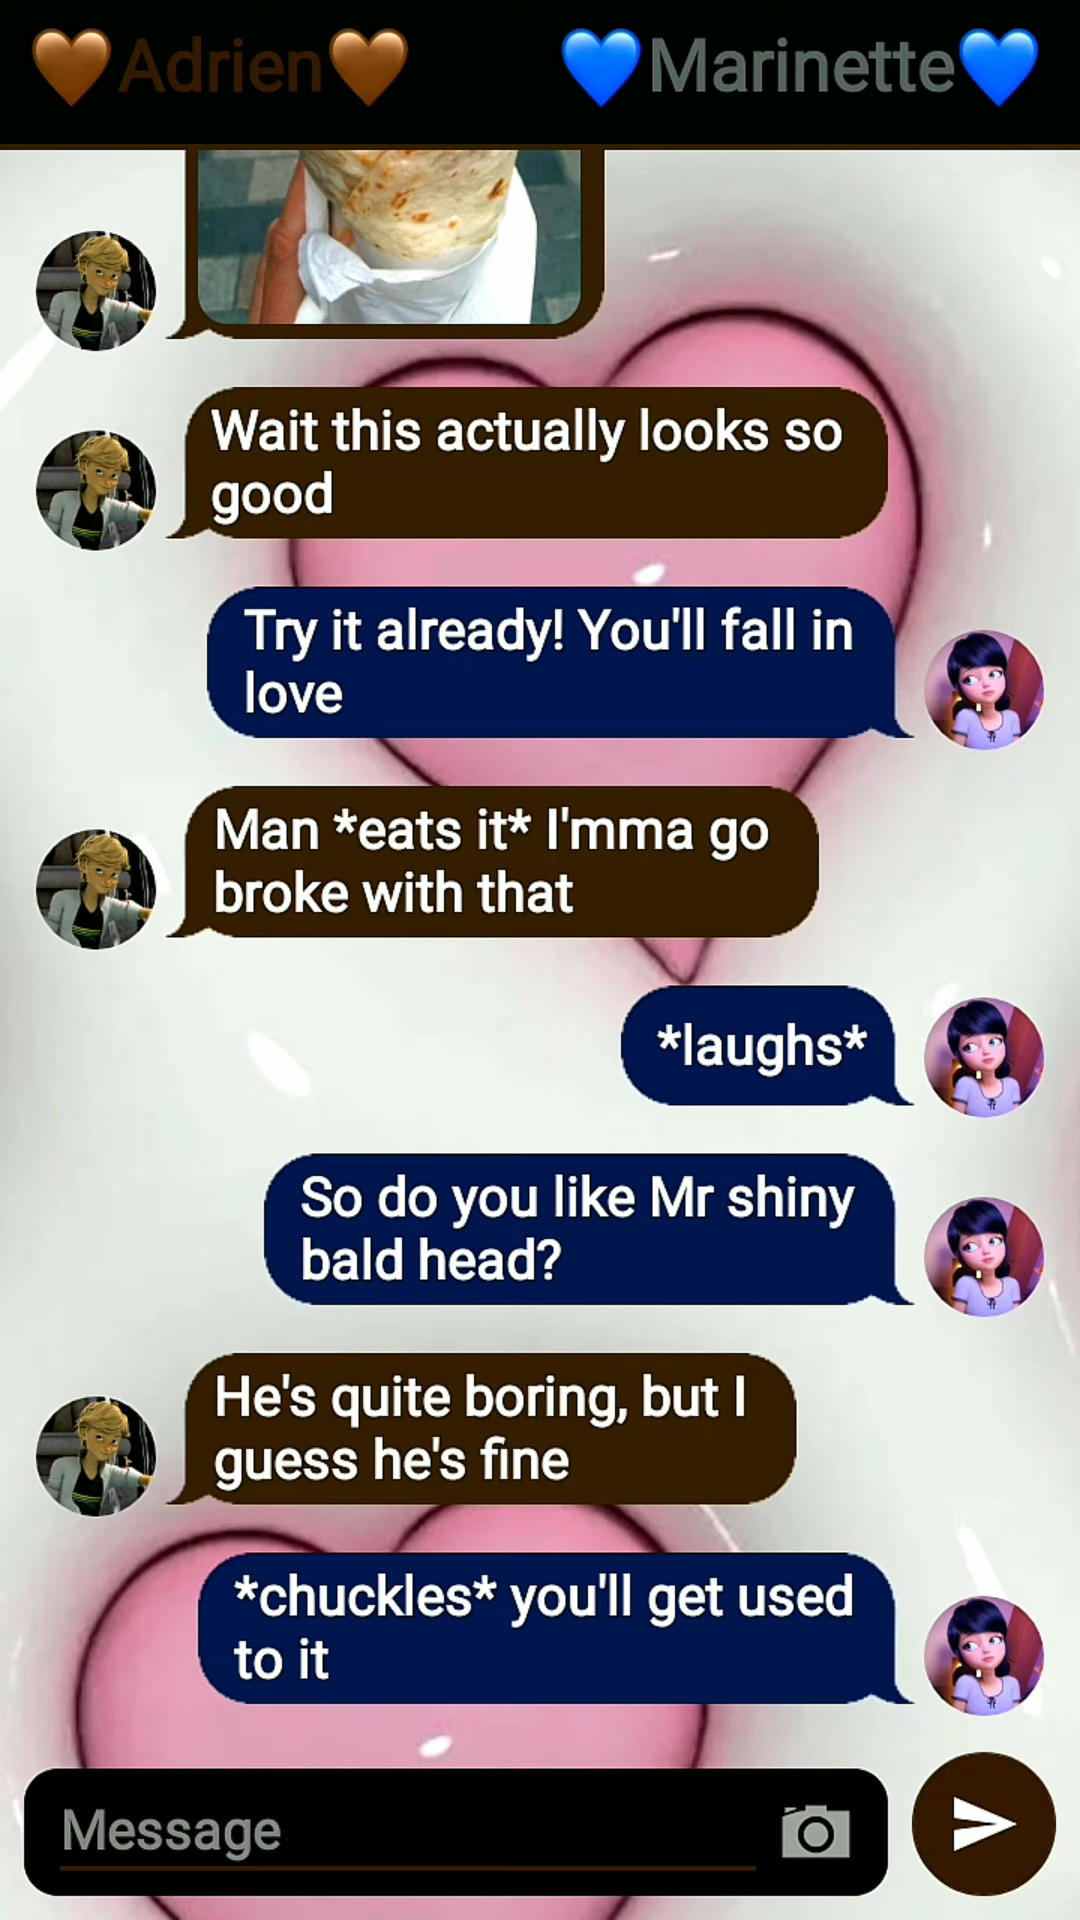 🧡Adrien🧡 💙Marinette💙
Wait this actually looks so
good
Try it already! You'll fall in
love
Man *eats it* I'mma go
broke with that
*laughs*
So do you like Mr shiny
bald head?
He's quite boring, but I
guess he's fine
*chuckles* you'll get used
to it
Message